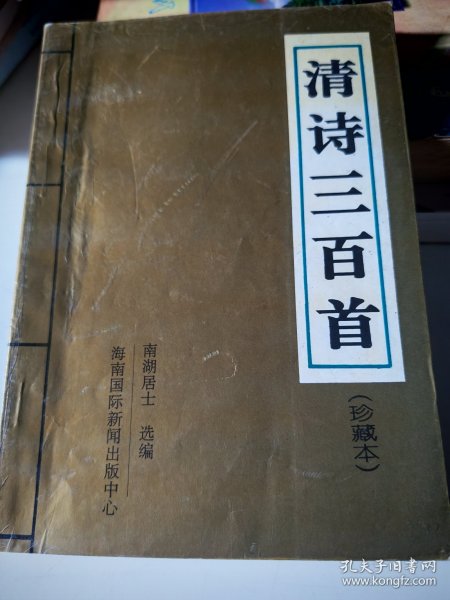 清诗三百首
(珍藏本)
南湖居士 选编
海南国际新闻出版中心
孔夫子旧书网
www.kongfz.com